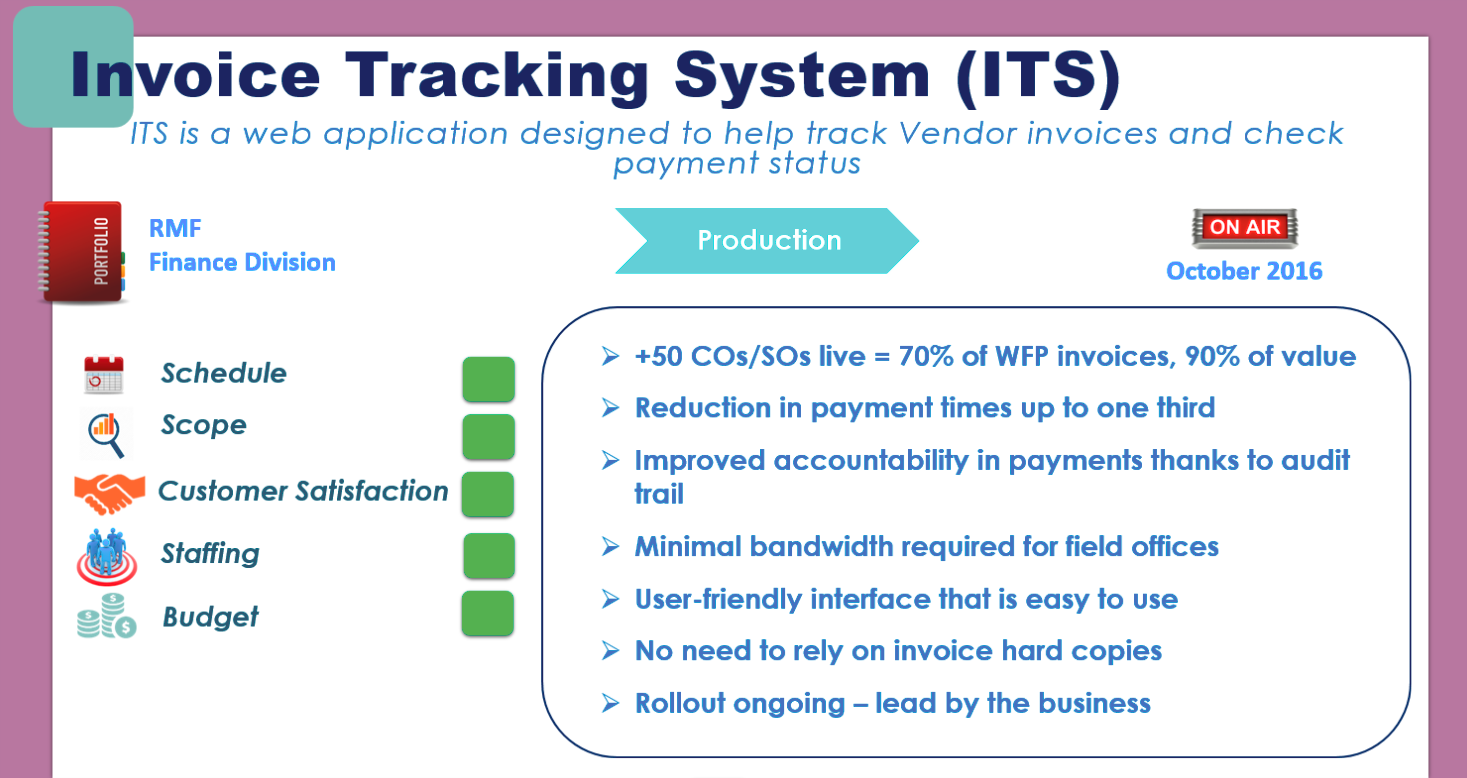 Invoice Tracking System (ITS)
ITS is a web application designed to help track Vendor invoices and check
payment status
PORTFOLIO
RMF
Finance Division
Production
ON AIR
October 2016
Schedule
Scope
Customer Satisfaction
Staffing
Budget
➢ +50 COs/SOs live = 70% of WFP invoices, 90% of value
➢ Reduction in payment times up to one third
➢ Improved accountability in payments thanks to audit
trail
➢ Minimal bandwidth required for field offices
➢ User-friendly interface that is easy to use
➢ No need to rely on invoice hard copies
➢ Rollout ongoing – lead by the business